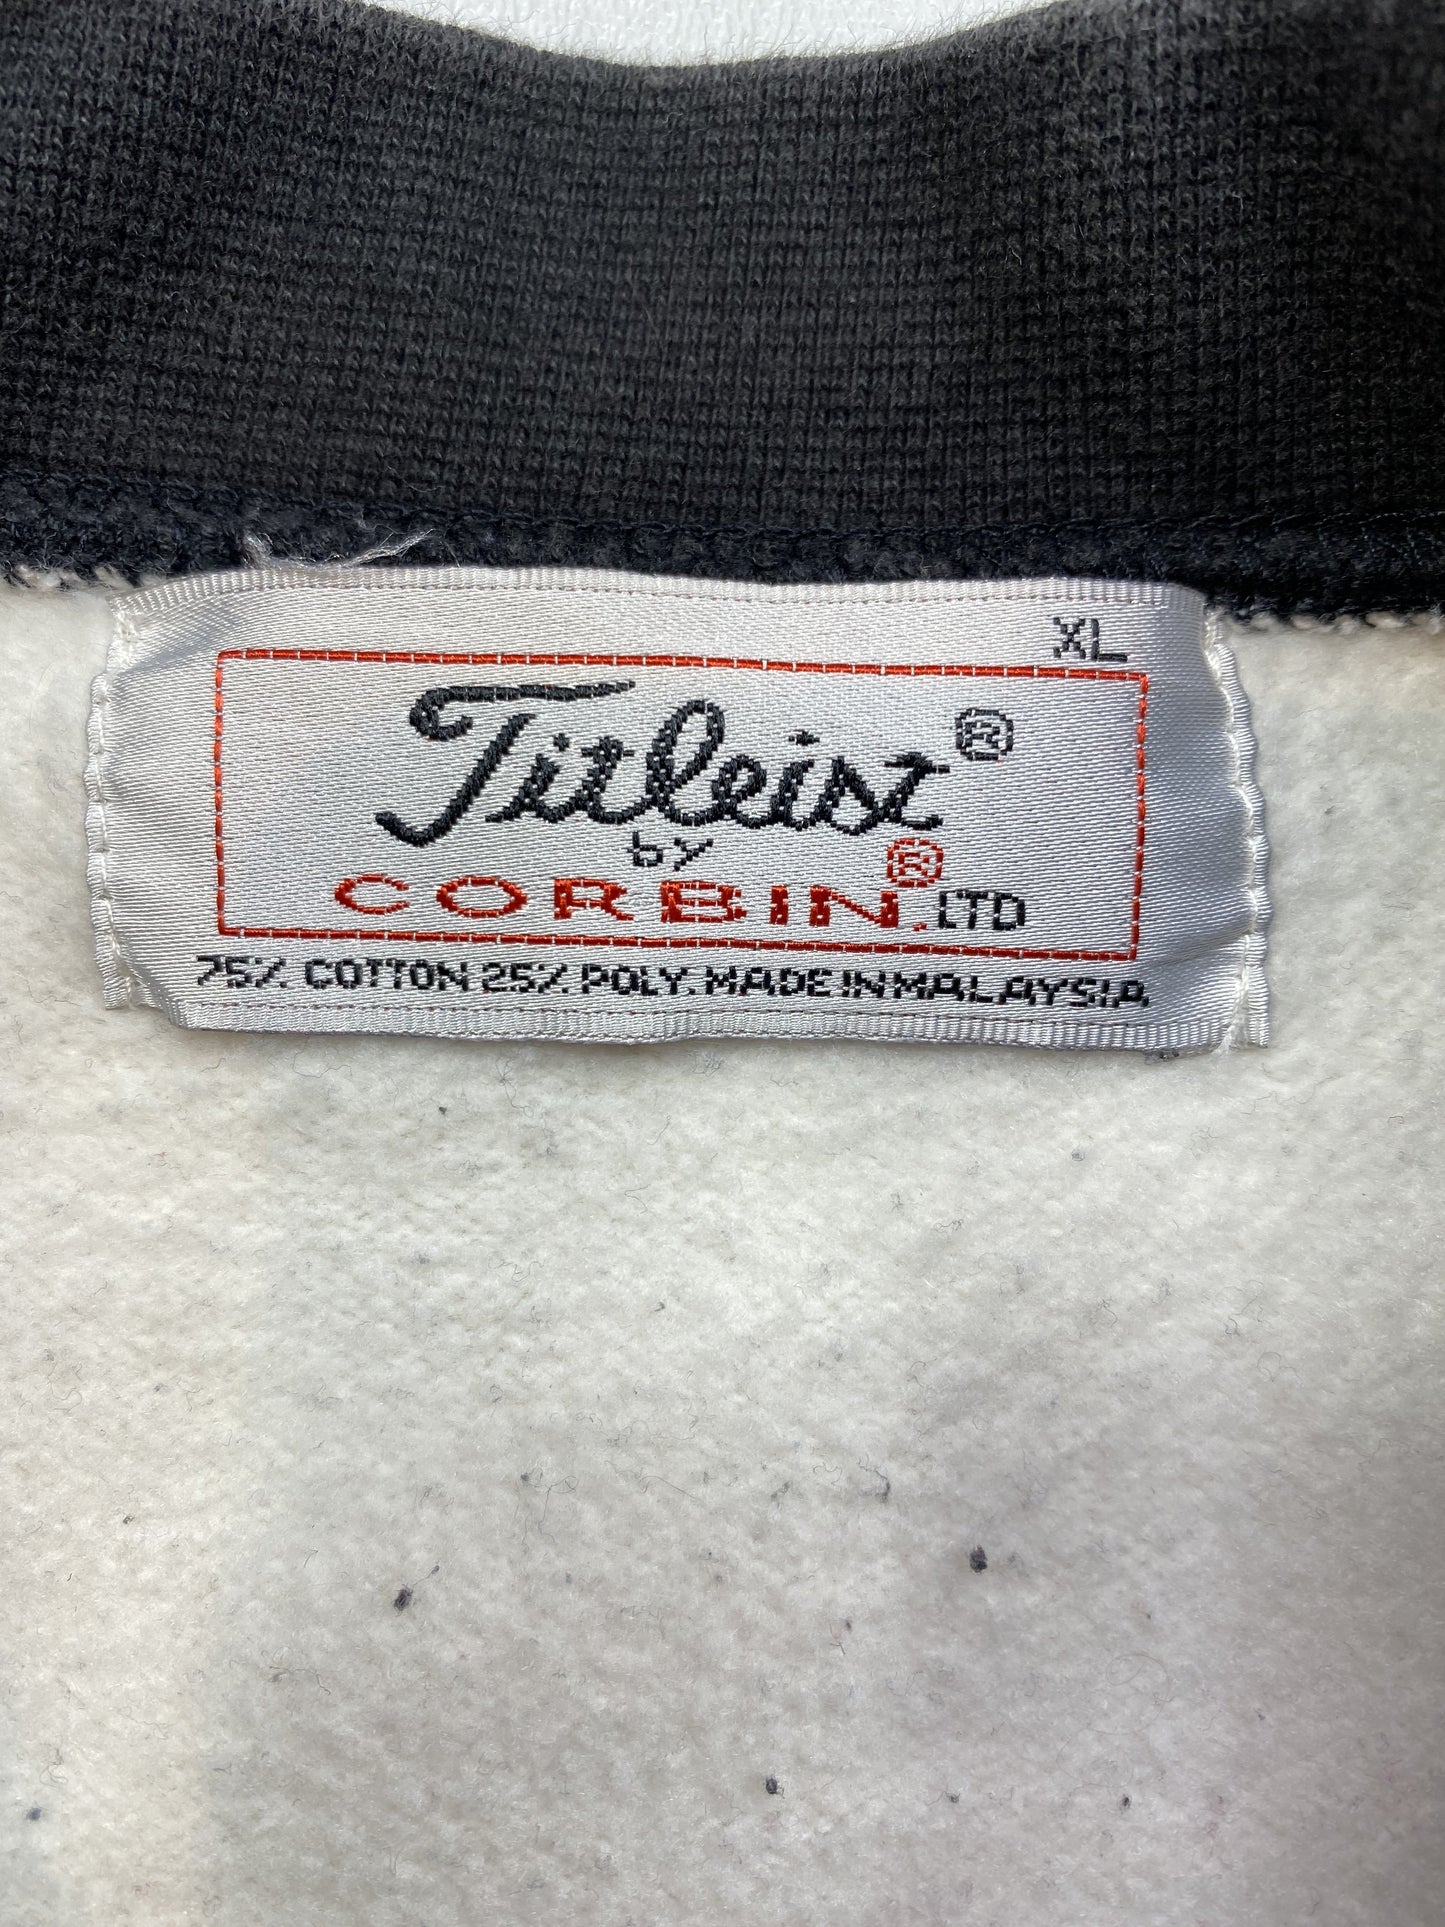 XL
Titleist®
by
CORBIN.® LTD
75% COTTON 25% POLY. MADE IN MALAYSIA